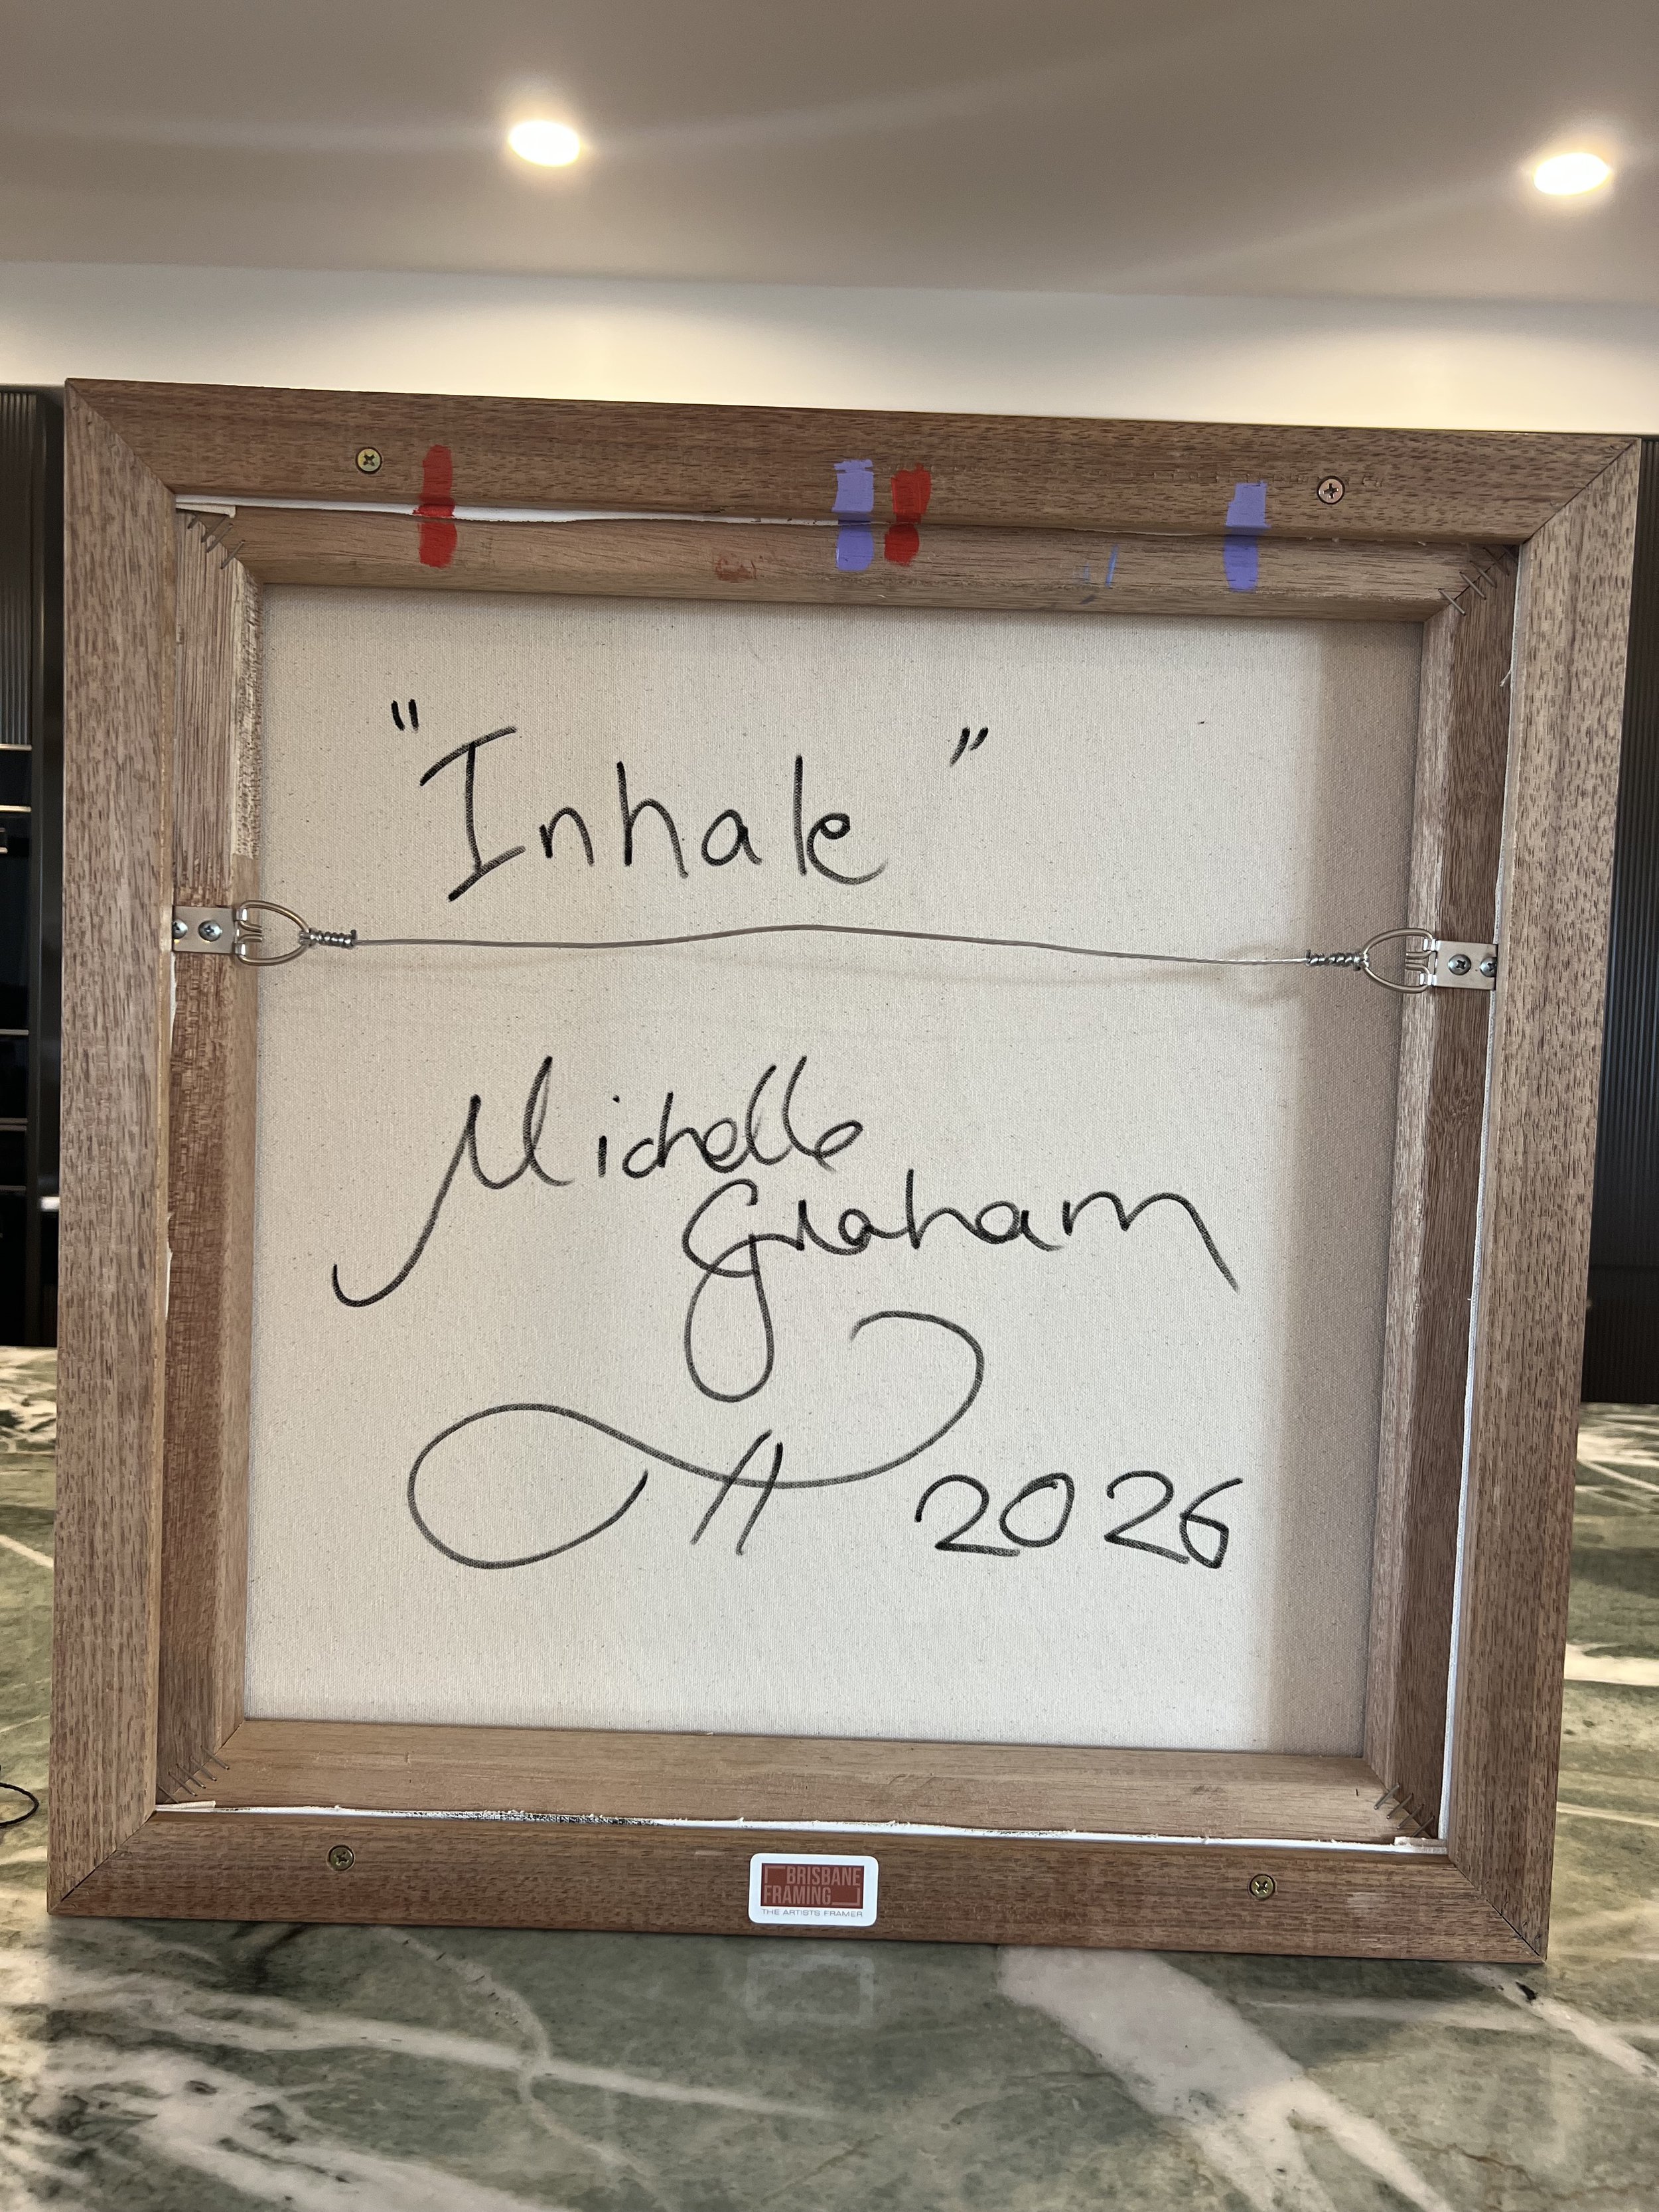 "Inhale"
Michelle
Graham
2026
BRISBANE
FRAMING
THE ARTISTS FRAMER